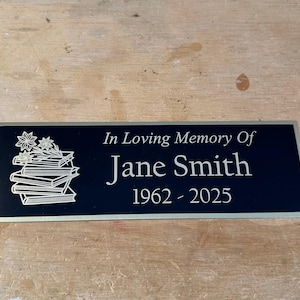 In Loving Memory Of
Jane Smith
1962 - 2025